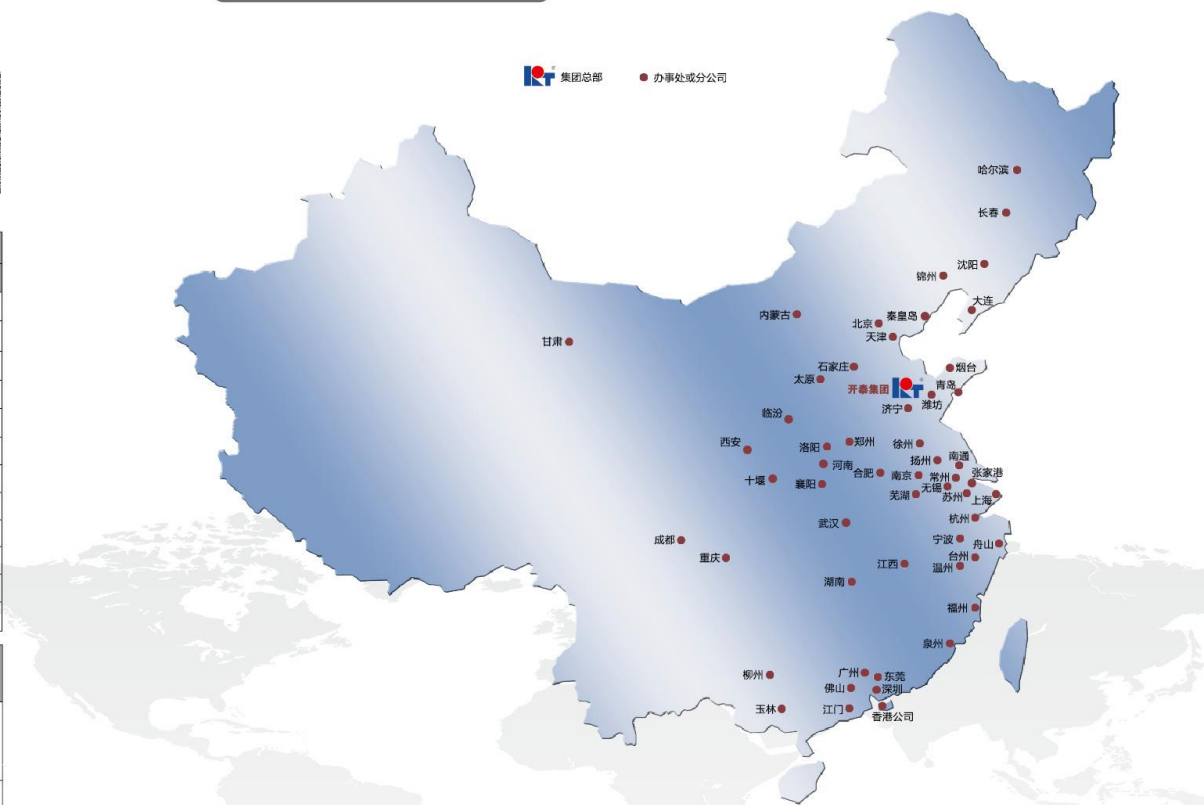 KT 集团总部 办事处或分公司
哈尔滨
长春
沈阳
锦州
大连
内蒙古
秦皇岛
北京
天津
甘肃
石家庄
烟台
太原
开泰集团 KT
青岛
潍坊
济宁
临汾
西安
郑州
徐州
洛阳
南通
扬州
河南
合肥
南京
常州
张家港
十堰
襄阳
无锡
芜湖
苏州
上海
杭州
武汉
成都
宁波
舟山
重庆
台州
江西
温州
湖南
福州
泉州
柳州
广州
东莞
佛山
深圳
玉林
江门
香港公司